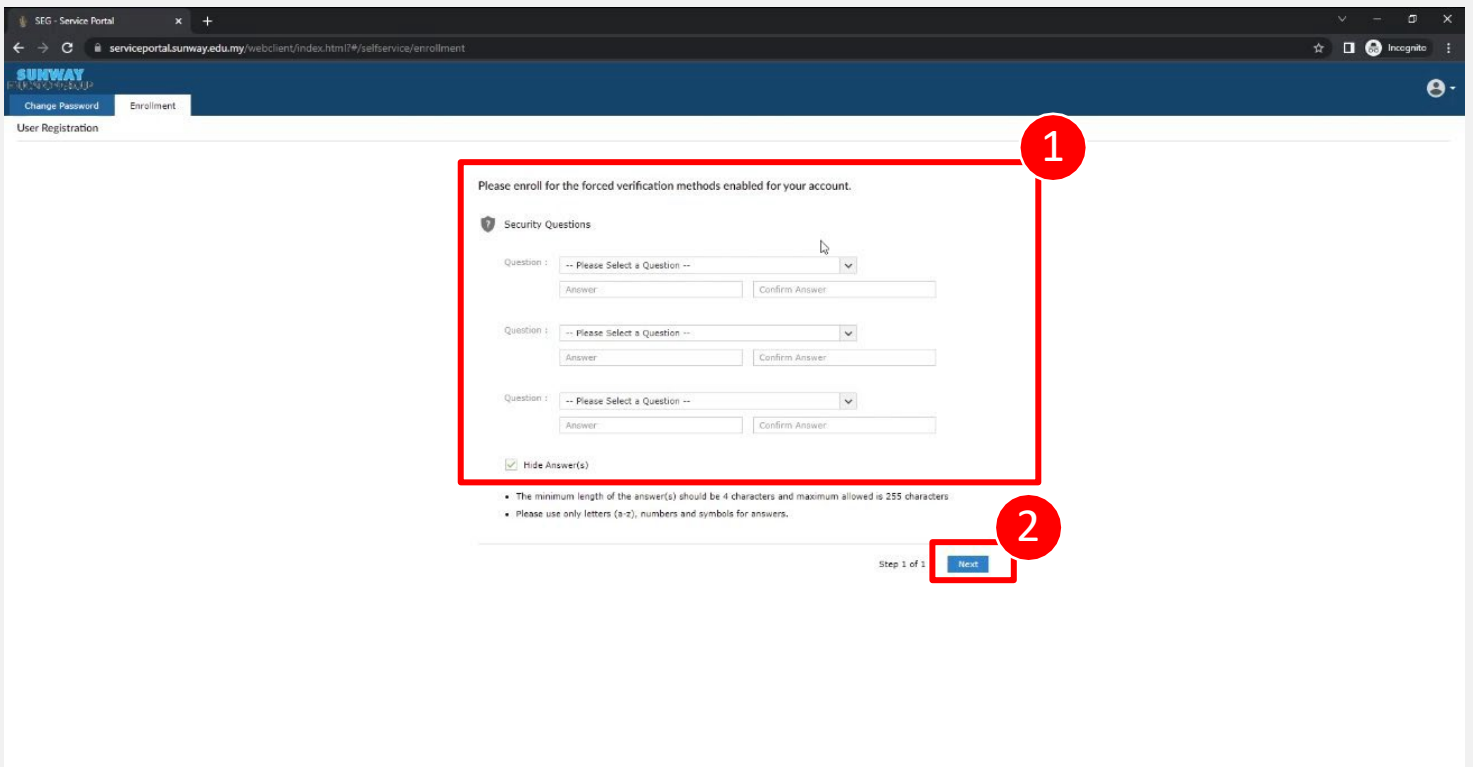 SEG - Service Portal
serviceportal.sunway.edu.my/webclient/index.html?#/selfservice/enrollment
Incognito
SUNWAY
EDUCATION GROUP
Change Password Enrollment
User Registration
1
Please enroll for the forced verification methods enabled for your account.
Security Questions
Question : -- Please Select a Question --
Answer Confirm Answer
Question : -- Please Select a Question --
Answer Confirm Answer
Question : -- Please Select a Question --
Answer Confirm Answer
Hide Answer(s)
• The minimum length of the answer(s) should be 4 characters and maximum allowed is 255 characters
• Please use only letters (a-z), numbers and symbols for answers.
2
Step 1 of 1 Next